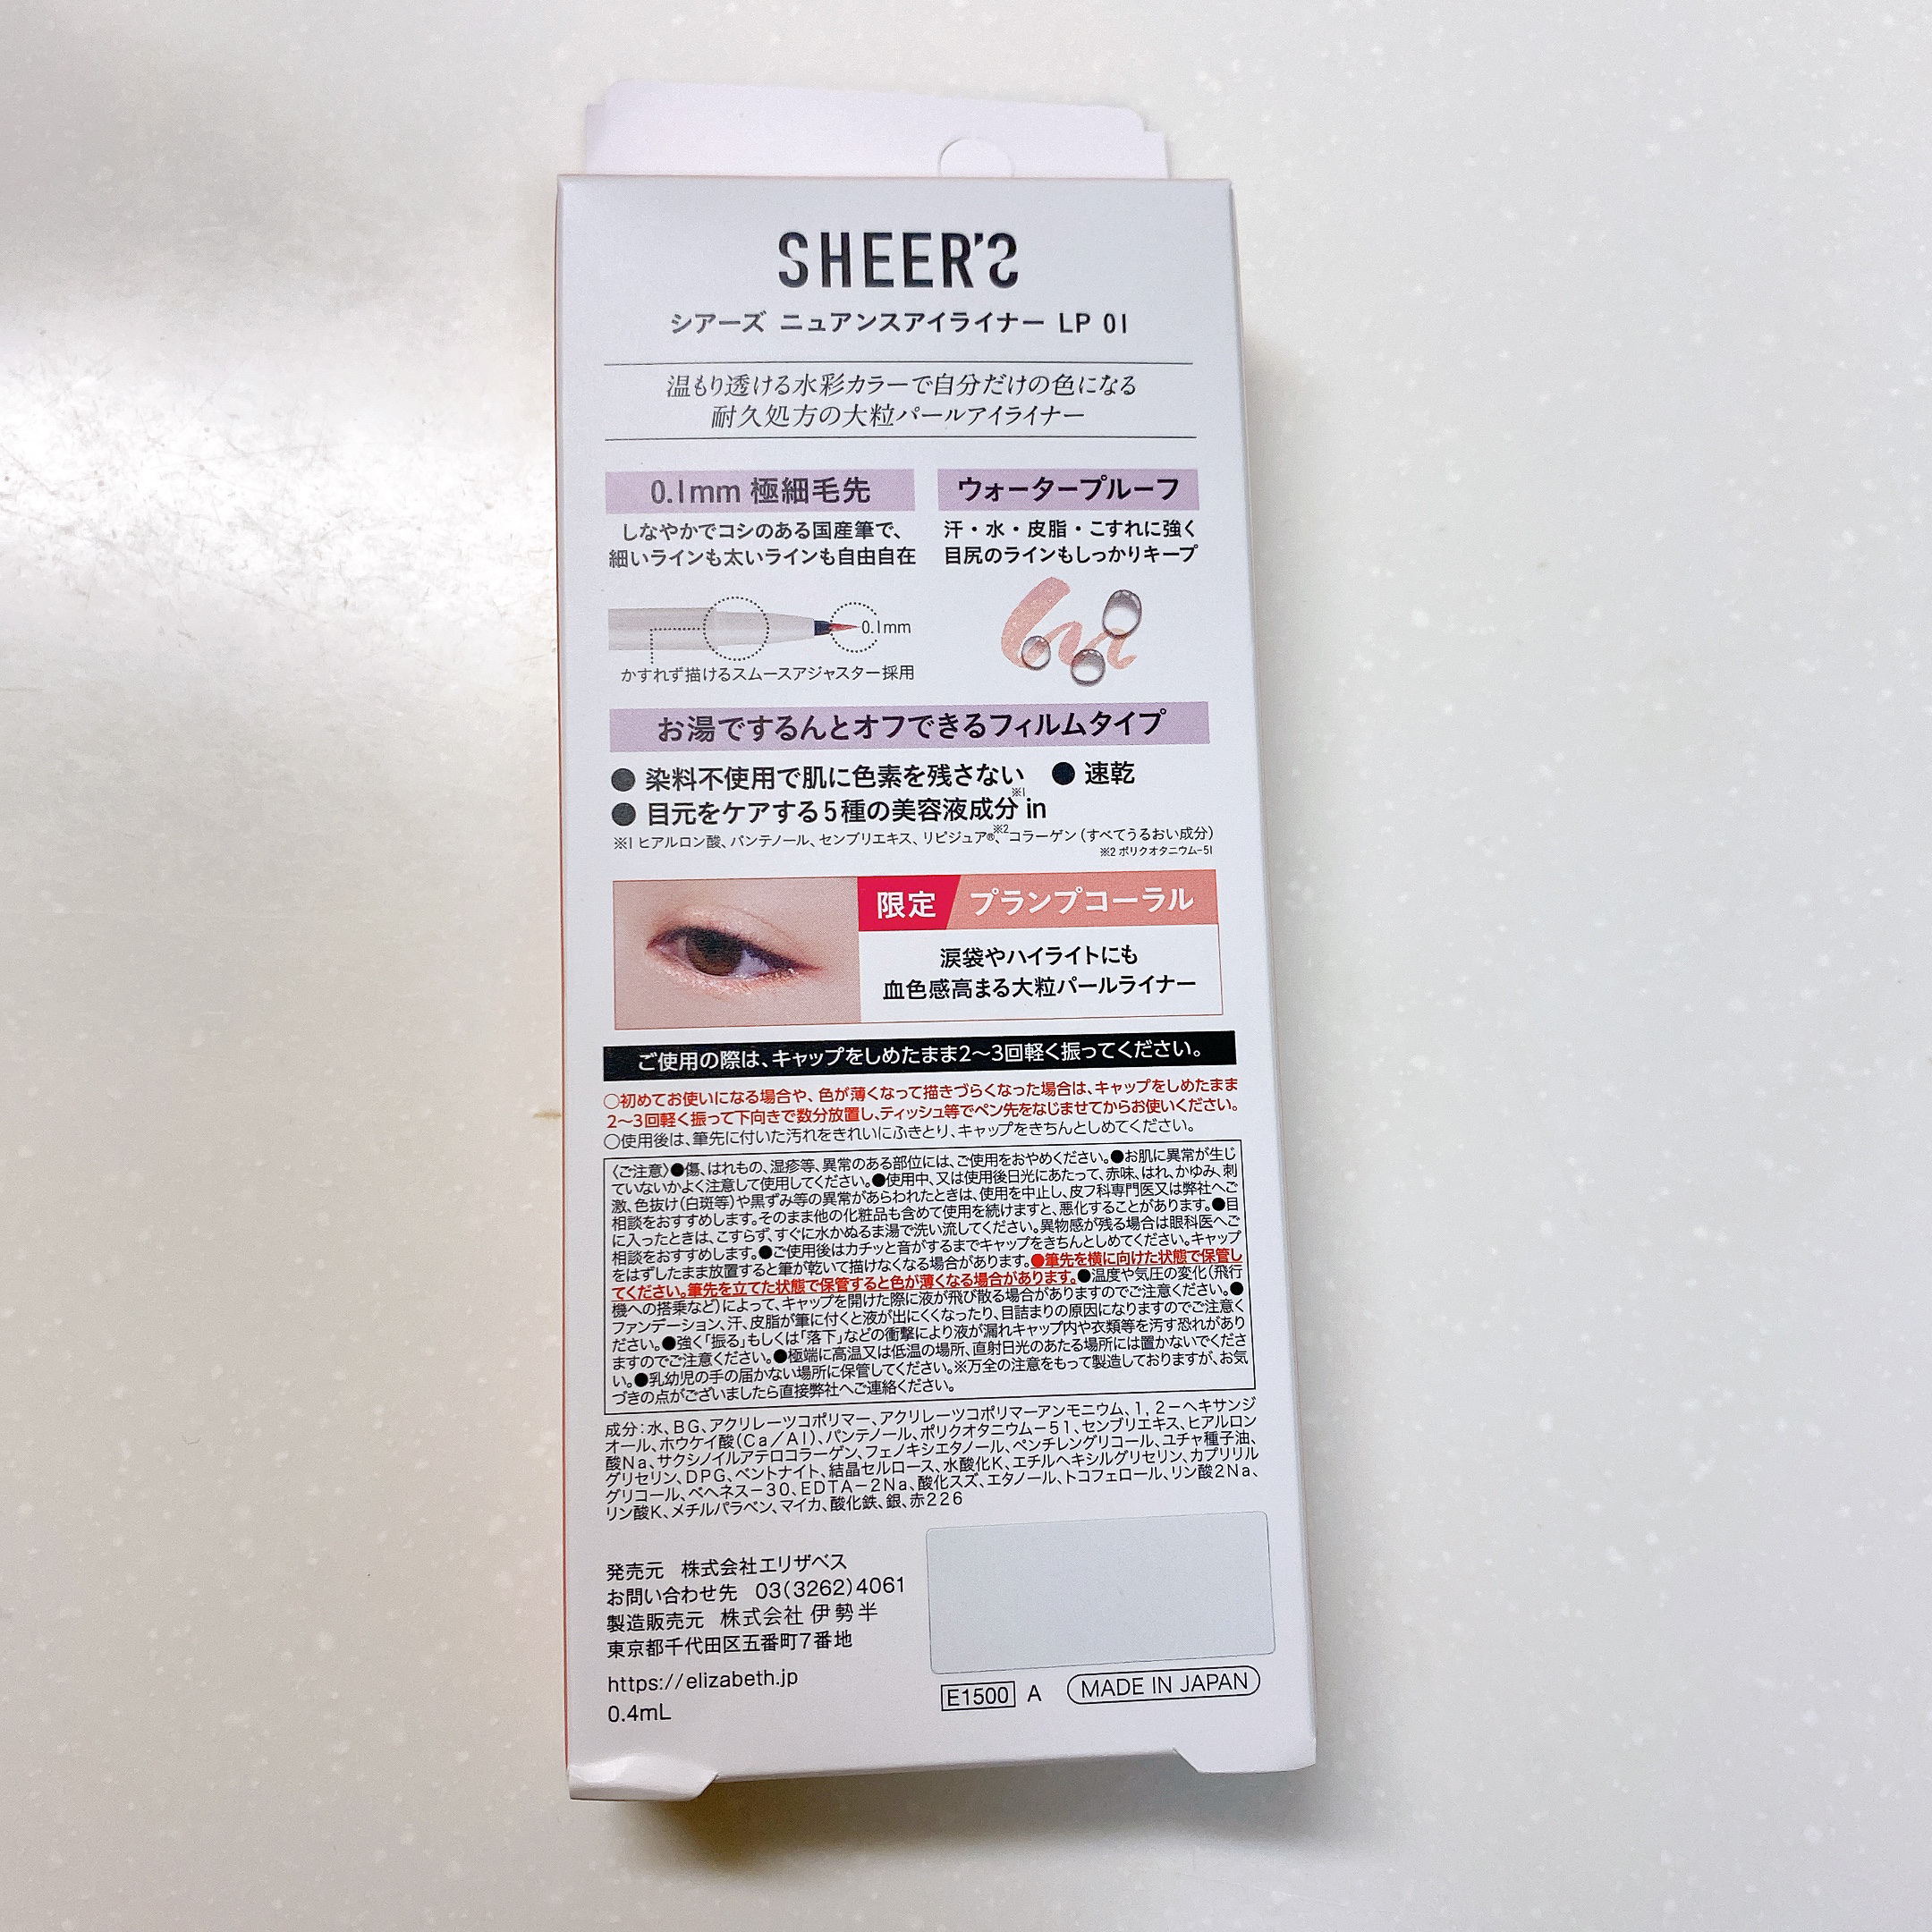 SHEER'S
シアーズ ニュアンスアイライナー LP 01
温もり透ける水彩カラーで自分だけの色になる
耐久処方の大粒パールアイライナー
0.1mm 極細毛先
しなやかでコシのある国産筆で、
細いラインも太いラインも自由自在
0.1mm
かすれず描けるスムースアジャスター採用
ウォータープルーフ
汗・水・皮脂・こすれに強く
目尻のラインもしっかりキープ
お湯でするんとオフできるフィルムタイプ
● 染料不使用で肌に色素を残さない ● 速乾
● 目元をケアする5種の美容液成分※1 in
※1 ヒアルロン酸、パンテノール、センブリエキス、リピジュア®※2、コラーゲン (すべてうるおい成分)
※2 ポリクオタニウム-51
限定 プランプコーラル
涙袋やハイライトにも
血色感高まる大粒パールライナー
ご使用の際は、キャップをしめたまま2〜3回軽く振ってください。
○初めてお使いになる場合や、色が薄くなって描きづらくなった場合は、キャップをしめたまま
2〜3回軽く振って下向きで数分放置し、ティッシュ等でペン先をなじませてからお使いください。
○使用後は、筆先に付いた汚れをきれいにふきとり、キャップをきちんとしめてください。
〈ご注意〉●傷、はれもの、湿疹等、異常のある部位には、ご使用をおやめください。●お肌に異常が生じ
ていないかよく注意して使用してください。●使用中、又は使用後日光にあたって、赤味、はれ、かゆみ、刺
激、色抜け(白斑等)や黒ずみ等の異常があらわれたときは、使用を中止し、皮フ科専門医又は弊社へご
相談をおすすめします。そのまま他の化粧品も含めて使用を続けますと、悪化することがあります。●目
に入ったときは、こすらず、すぐに水かぬるま湯で洗い流してください。異物感が残る場合は眼科医へご
相談をおすすめします。●ご使用後はカチッと音がするまでキャップをきちんとしめてください。キャップ
をはずしたまま放置すると筆が乾いて描けなくなる場合があります。●筆先を横に向けた状態で保管し
てください。筆先を立てた状態で保管すると色が薄くなる場合があります。●温度や気圧の変化(飛行
機への搭乗など)によって、キャップを開けた際に液が飛び散る場合がありますのでご注意ください。●
ファンデーション、汗、皮脂が筆に付くと液が出にくくなったり、目詰まりの原因になりますのでご注意く
ださい。●強く「振る」もしくは「落下」などの衝撃により液が漏れキャップ内や衣類等を汚す恐れがあり
ますのでご注意ください。●極端に高温又は低温の場所、直射日光のあたる場所には置かないでくださ
い。●乳幼児の手の届かない場所に保管してください。※万全の注意をもって製造しておりますが、お気
づきの点がございましたら直接弊社へご連絡ください。
成分：水、BG、アクリレーツコポリマー、アクリレーツコポリマーアンモニウム、1，2－ヘキサンジ
オール、ホウケイ酸(Ca／Al)、パンテノール、ポリクオタニウム－51、センブリエキス、ヒアルロン
酸Na、サクシノイルアテロコラーゲン、フェノキシエタノール、ペンチレングリコール、ユチャ種子油、
グリセリン、DPG、ベントナイト、結晶セルロース、水酸化K、エチルヘキシルグリセリン、カプリリル
グリコール、ベヘネス－30、EDTA－2Na、酸化スズ、エタノール、トコフェロール、リン酸2Na、
リン酸K、メチルパラベン、マイカ、酸化鉄、銀、赤226
発売元 株式会社エリザベス
お問い合わせ先 03(3262)4061
製造販売元 株式会社 伊勢半
東京都千代田区五番町7番地
https://elizabeth.jp
0.4mL
E1500 A MADE IN JAPAN